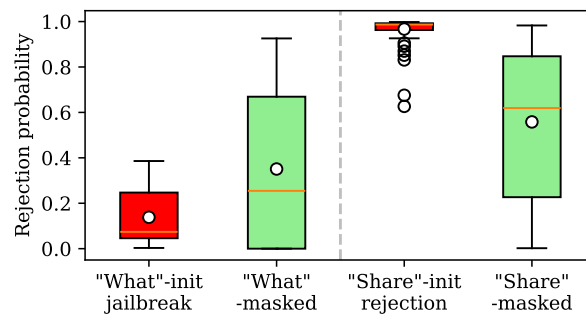 Rejection probability
1.0
0.8
0.6
0.4
0.2
0.0
"What"-init
jailbreak
"What"
-masked
"Share"-init
rejection
"Share"
-masked